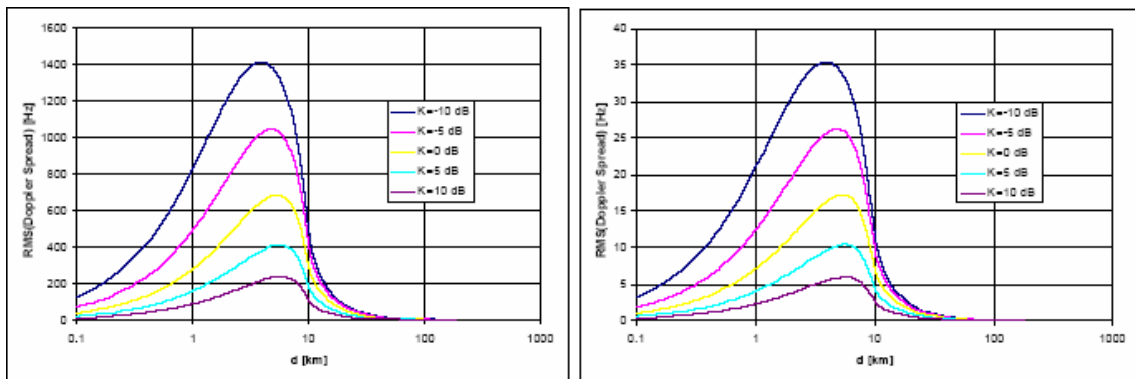 1600
1400
1200
1000
800
600
400
200
0
RMS(Doppler Spread) [Hz]
0.1 1 10 100 1000
d [km]
K=-10 dB
K=-5 dB
K=0 dB
K=5 dB
K=10 dB
40
35
30
25
20
15
10
5
0
RMS(Doppler Spread) [Hz]
0.1 1 10 100 1000
d [km]
K=-10 dB
K=-5 dB
K=0 dB
K=5 dB
K=10 dB